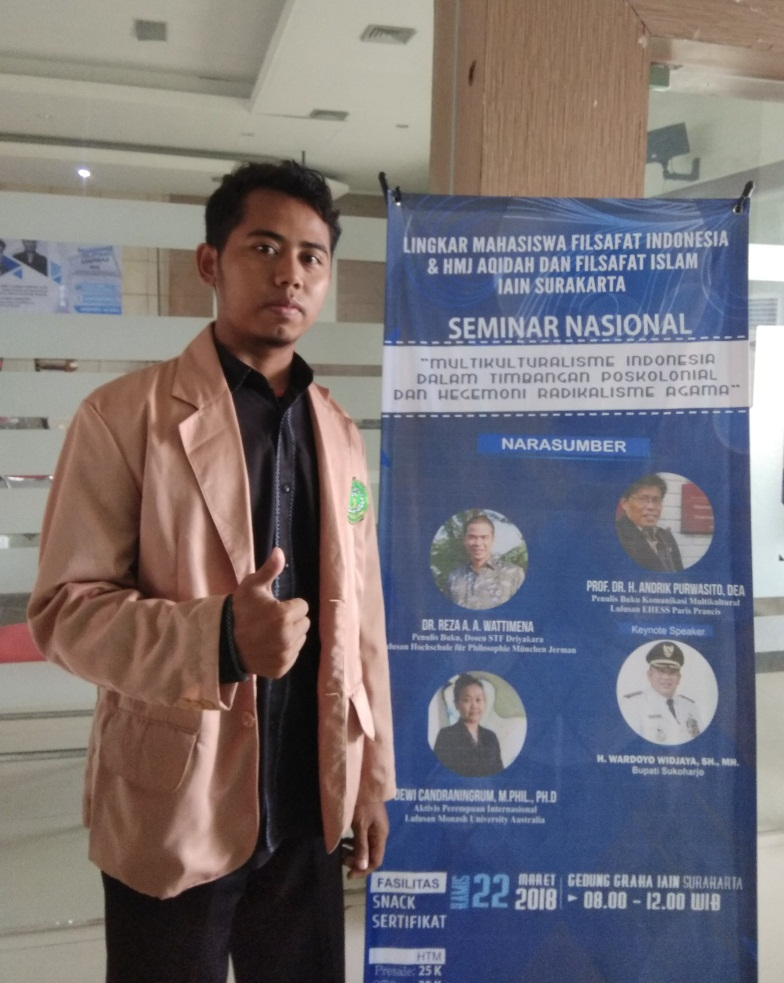 LINGKAR MAHASISWA FILSAFAT INDONESIA
& HMJ AQIDAH DAN FILSAFAT ISLAM
IAIN SURAKARTA
SEMINAR NASIONAL
"MULTIKULTURALISME INDONESIA
DALAM TIMBANGAN POSKOLONIAL
DAN HEGEMONI RADIKALISME AGAMA"
NARASUMBER
DR. REZA A. A. WATTIMENA
Penulis Buku, Dosen STF Driyakara
Hochschule für Philosophie München Jerman
PROF. DR. H. ANDRIK PURWASITO, DEA
Penulis Buku Komunikasi Multikultural
Lulusan EHESS Paris Prancis
Keynote Speaker
H. WARDOYO WIDJAYA, SH., MH.
Bupati Sukoharjo
DEWI CANDRANINGRUM, M.PHIL., PH.D
Aktivis Perempuan Internasional
Lulusan Monash University Australia
FASILITAS
SNACK
SERTIFIKAT
KAMIS 22 MARET 2018
GEDUNG GRAHA IAIN SURAKARTA
08.00 - 12.00 WIB
HTM
Presale: 25 K